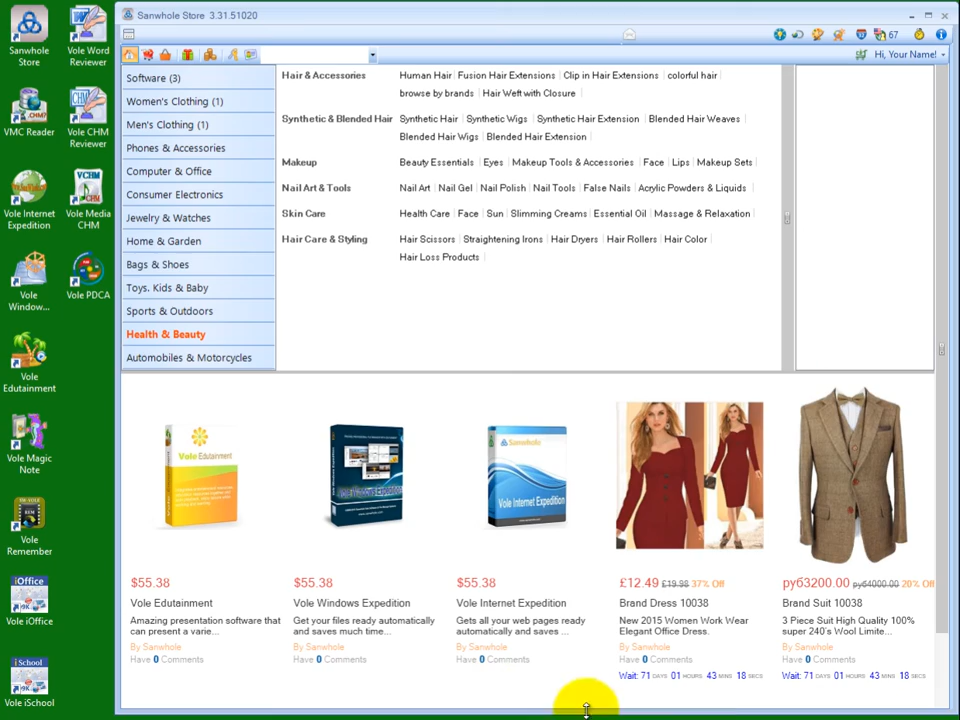 Sanwhole Store 3.31.51020
67
Hi, Your Name!
Sanwhole
Store
Vole Word
Reviewer
VMC Reader
Vole CHM
Reviewer
Vole Internet
Expedition
Vole Media
CHM
Vole
Window...
Vole PDCA
Vole
Edutainment
Vole Magic
Note
Vole
Remember
iOffice
Vole iOffice
iSchool
Vole iSchool
Software (3)
Women's Clothing (1)
Men's Clothing (1)
Phones & Accessories
Computer & Office
Consumer Electronics
Jewelry & Watches
Home & Garden
Bags & Shoes
Toys. Kids & Baby
Sports & Outdoors
Health & Beauty
Automobiles & Motorcycles
Hair & Accessories Human Hair Fusion Hair Extensions Clip in Hair Extensions colorful hair
browse by brands Hair Weft with Closure
Synthetic & Blended Hair Synthetic Hair Synthetic Wigs Synthetic Hair Extension Blended Hair Weaves
Blended Hair Wigs Blended Hair Extension
Makeup Beauty Essentials Eyes Makeup Tools & Accessories Face Lips Makeup Sets
Nail Art & Tools Nail Art Nail Gel Nail Polish Nail Tools False Nails Acrylic Powders & Liquids
Skin Care Health Care Face Sun Slimming Creams Essential Oil Massage & Relaxation
Hair Care & Styling Hair Scissors Straightening Irons Hair Dryers Hair Rollers Hair Color
Hair Loss Products
Vole Edutainment
Vole Windows Expedition
Sanwhole
Vole Internet Expedition
$55.38
Vole Edutainment
Amazing presentation software that
can present a varie...
By Sanwhole
Have 0 Comments
$55.38
Vole Windows Expedition
Get your files ready automatically
and saves much time...
By Sanwhole
Have 0 Comments
$55.38
Vole Internet Expedition
Gets all your web pages ready
automatically and saves ...
By Sanwhole
Have 0 Comments
£12.49 £19.98 37% Off
Brand Dress 10038
New 2015 Women Work Wear
Elegant Office Dress.
By Sanwhole
Have 0 Comments
Wait: 71 DAYS 01 HOURS 43 MINS 18 SECS
руб3200.00 руб4000.00 20% Off
Brand Suit 10038
3 Piece Suit High Quality 100%
super 240's Wool Limite...
By Sanwhole
Have 0 Comments
Wait: 71 DAYS 01 HOURS 43 MINS 18 SECS